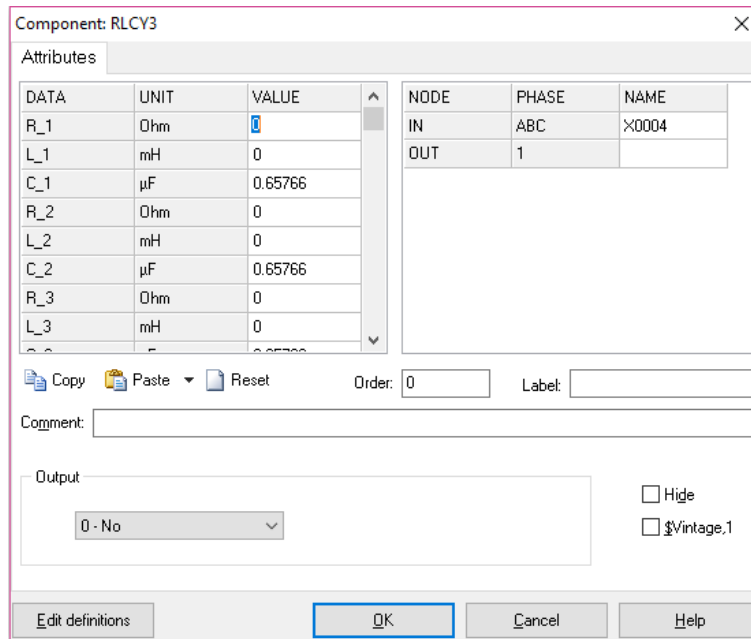 Component: RLCY3
Attributes
DATA UNIT VALUE
R_1 Ohm 0
L_1 mH 0
C_1 µF 0.65766
R_2 Ohm 0
L_2 mH 0
C_2 µF 0.65766
R_3 Ohm 0
L_3 mH 0
NODE PHASE NAME
IN ABC X0004
OUT 1
Copy Paste Reset Order: 0 Label:
Comment:
Output
0 - No
Hide
$Vintage,1
Edit definitions OK Cancel Help